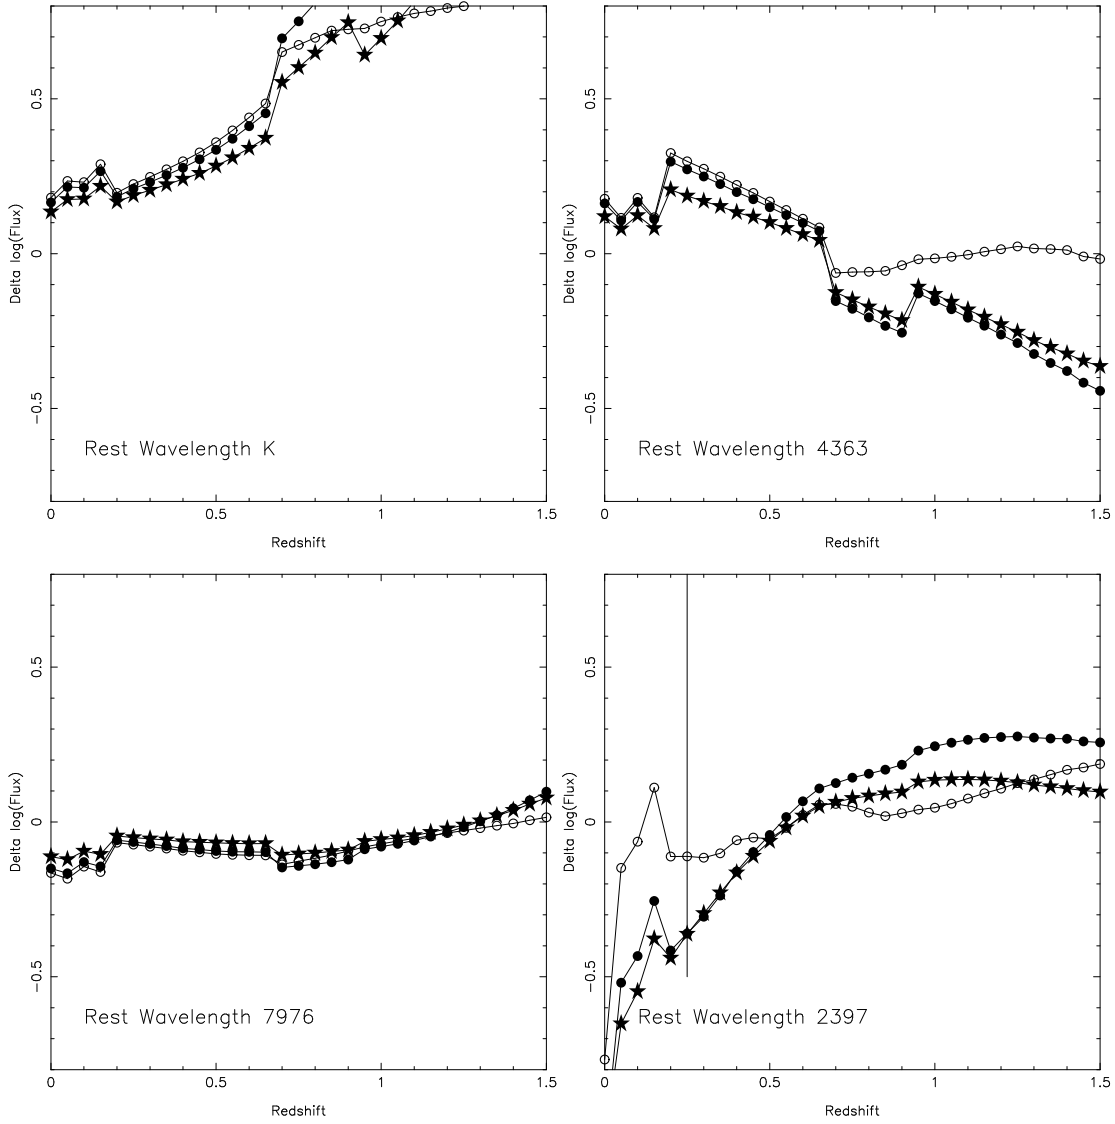 0.5
0
−0.5
Delta log(Flux)
Rest Wavelength K
0 0.5 1 1.5
Redshift
0.5
0
−0.5
Delta log(Flux)
Rest Wavelength 4363
0 0.5 1 1.5
Redshift
0.5
0
−0.5
Delta log(Flux)
Rest Wavelength 7976
0 0.5 1 1.5
Redshift
0.5
0
−0.5
Delta log(Flux)
Rest Wavelength 2397
0 0.5 1 1.5
Redshift